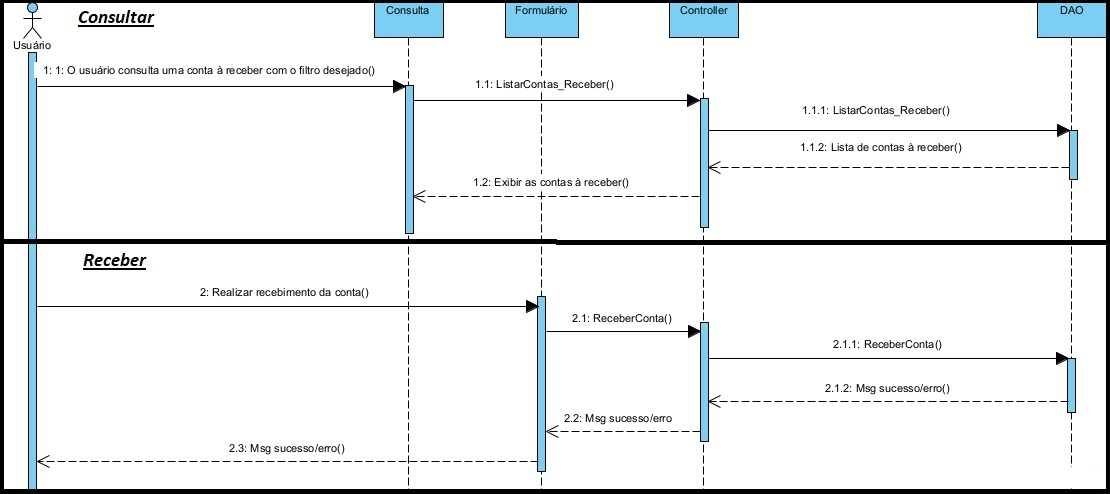 Consultar
Usuário
Consulta
Formulário
Controller
DAO
1: 1: O usuário consulta uma conta à receber com o filtro desejado()
1.1: ListarContas_Receber()
1.1.1: ListarContas_Receber()
1.1.2: Lista de contas à receber()
1.2: Exibir as contas à receber()
Receber
2: Realizar recebimento da conta()
2.1: ReceberConta()
2.1.1: ReceberConta()
2.1.2: Msg sucesso/erro()
2.2: Msg sucesso/erro
2.3: Msg sucesso/erro()